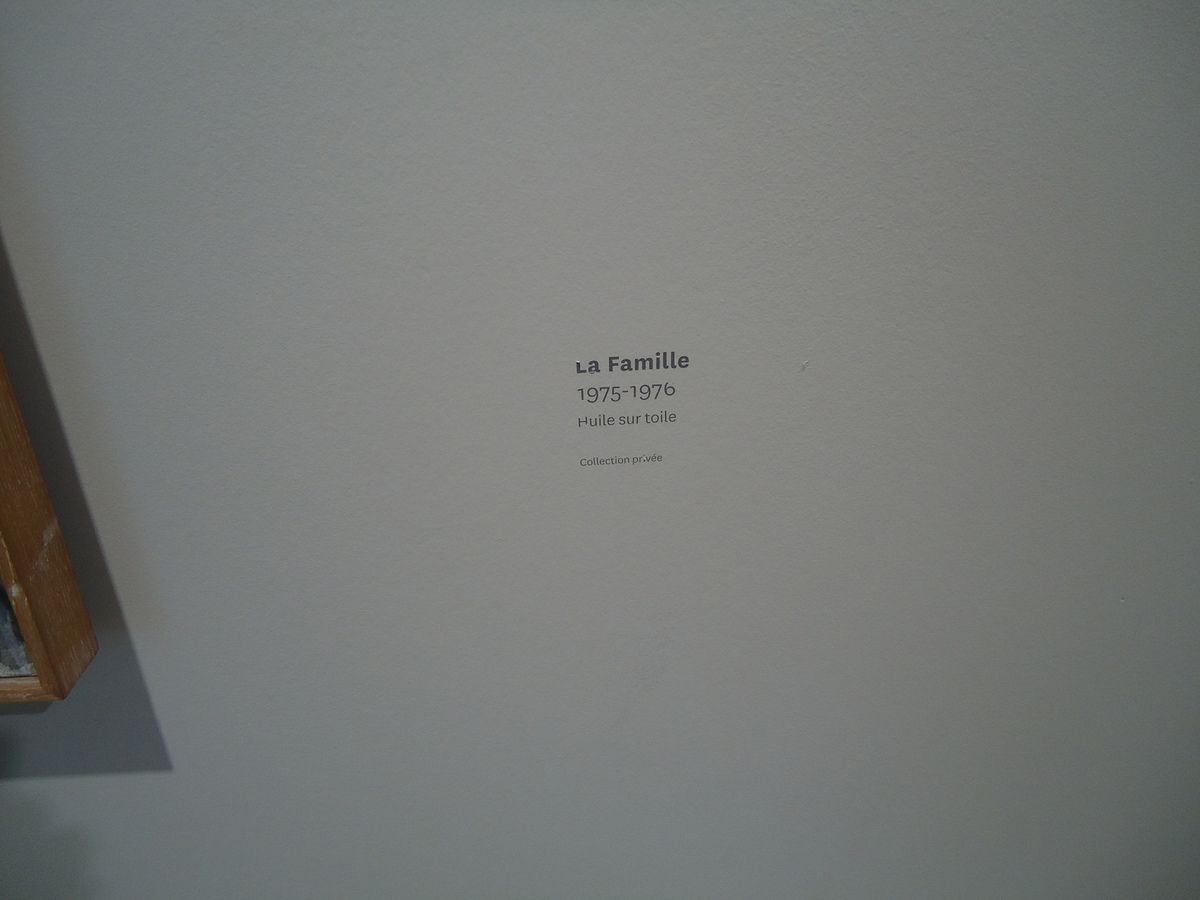 La Famille
1975-1976
Huile sur toile
Collection privée